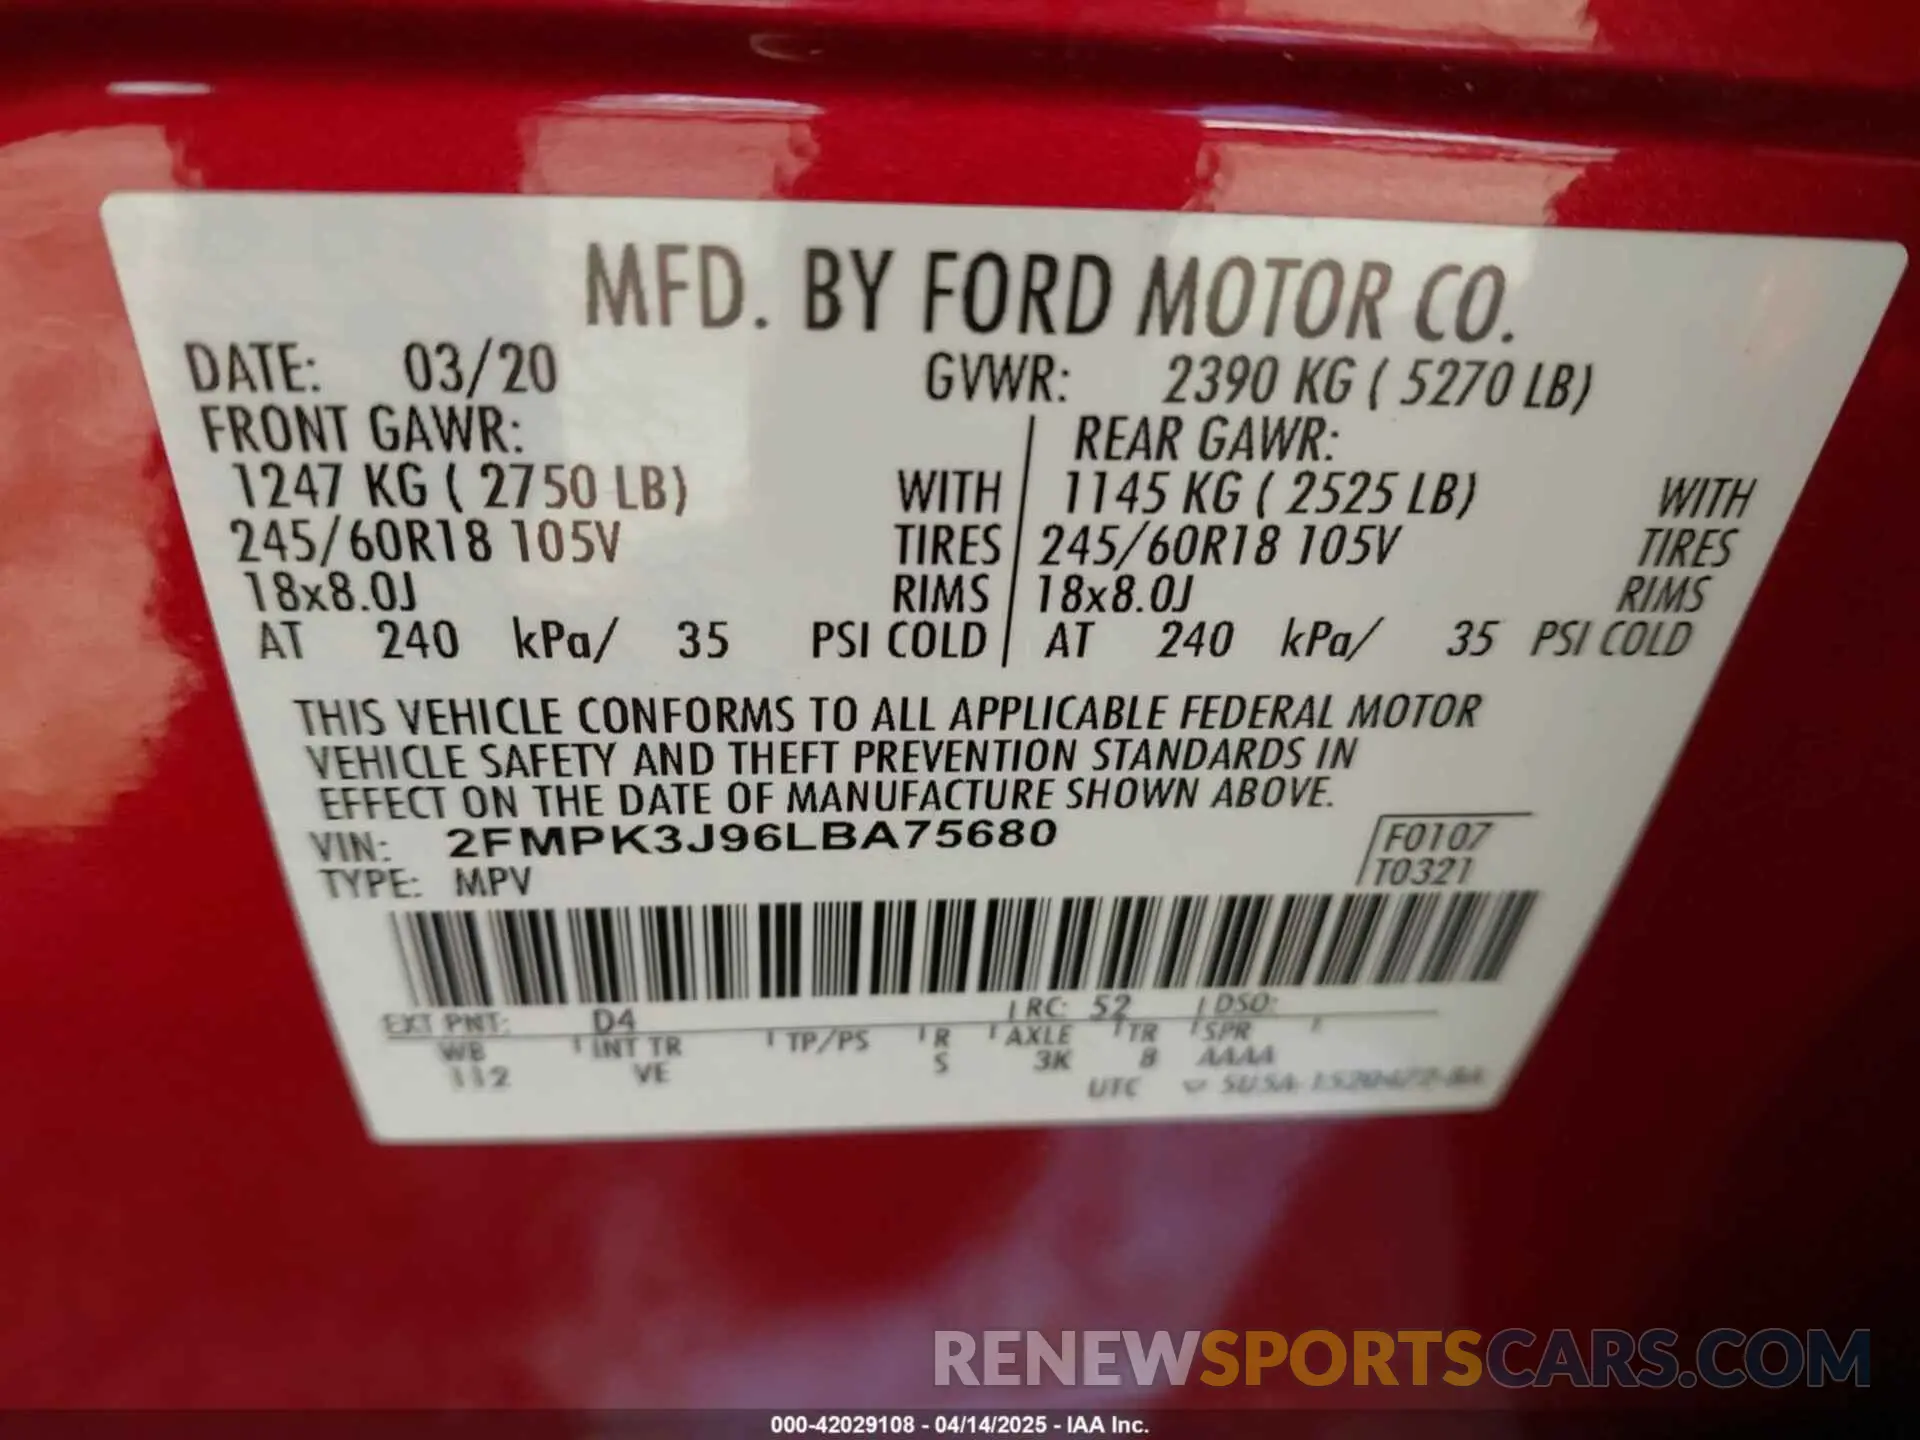 MFD. BY FORD MOTOR CO.
DATE: 03/20 GVWR: 2390 KG ( 5270 LB)
FRONT GAWR: REAR GAWR:
1247 KG ( 2750 LB) WITH 1145 KG ( 2525 LB) WITH
245/60R18 105V TIRES 245/60R18 105V TIRES
18x8.0J RIMS 18x8.0J RIMS
AT 240 kPa/ 35 PSI COLD AT 240 kPa/ 35 PSI COLD
THIS VEHICLE CONFORMS TO ALL APPLICABLE FEDERAL MOTOR
VEHICLE SAFETY AND THEFT PREVENTION STANDARDS IN
EFFECT ON THE DATE OF MANUFACTURE SHOWN ABOVE.
VIN: 2FMPK3J96LBA75680 F0107
TYPE: MPV T0321
EXT PNT: D4 RC: 52 DSO:
WB INT TR TP/PS R AXLE TR SPR
112 VE S 3K 8 AAAA
UTC
RENEWSPORTSCARS.COM
000-42029108 - 04/14/2025 - IAA Inc.